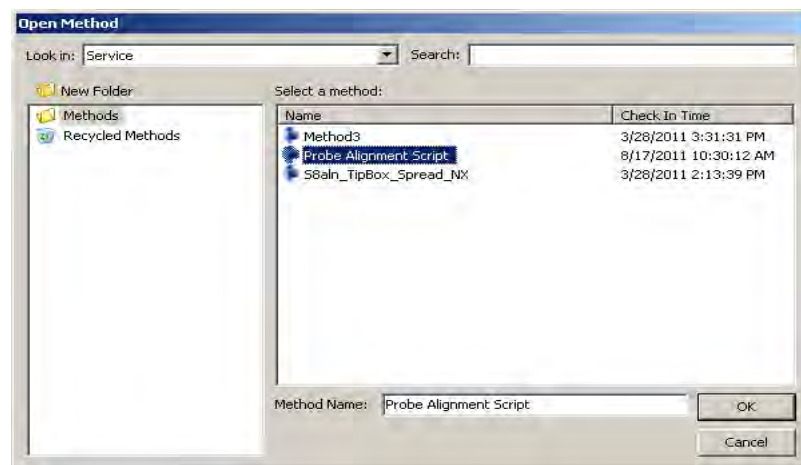 Open Method
Look in: Service Search:
New Folder
Select a method:
Methods
Recycled Methods
Name Check In Time
Method3 3/28/2011 3:31:31 PM
Probe Alignment Script 8/17/2011 10:30:12 AM
S8aln_TipBox_Spread_NX 3/28/2011 2:13:39 PM
Method Name: Probe Alignment Script OK
Cancel